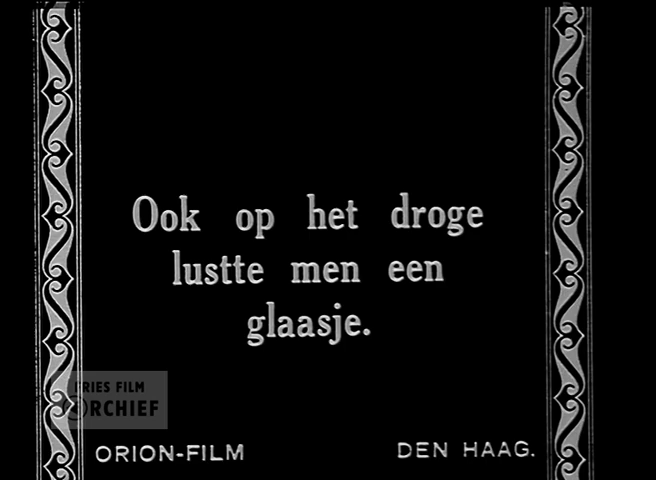 Ook op het droge
lustte men een
glaasje.
FRIES FILM
ARCHIEF
ORION-FILM DEN HAAG.